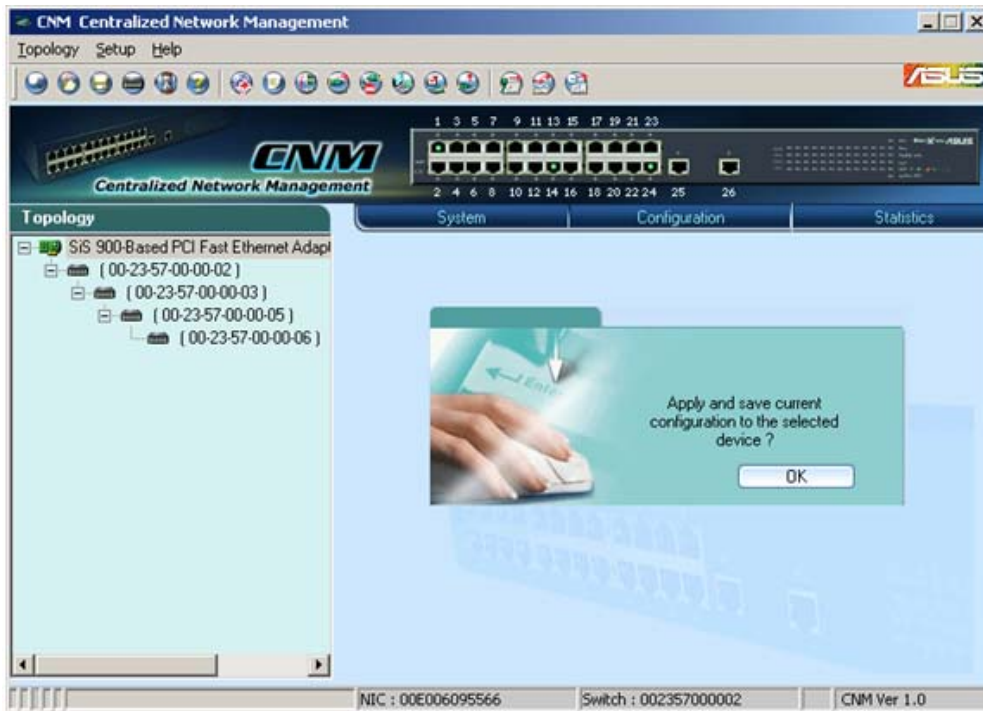 CNM Centralized Network Management
Topology Setup Help
ASUS
1 3 5 7 9 11 13 15 17 19 21 23
CNM
Centralized Network Management
2 4 6 8 10 12 14 16 18 20 22 24 25 26
Topology
System Configuration Statistics
SiS 900-Based PCI Fast Ethernet Adapt
( 00-23-57-00-00-02 )
( 00-23-57-00-00-03 )
( 00-23-57-00-00-05 )
( 00-23-57-00-00-06 )
Enter
Apply and save current
configuration to the selected
device ?
OK
NIC : 00E006095566 Switch : 002357000002 CNM Ver 1.0